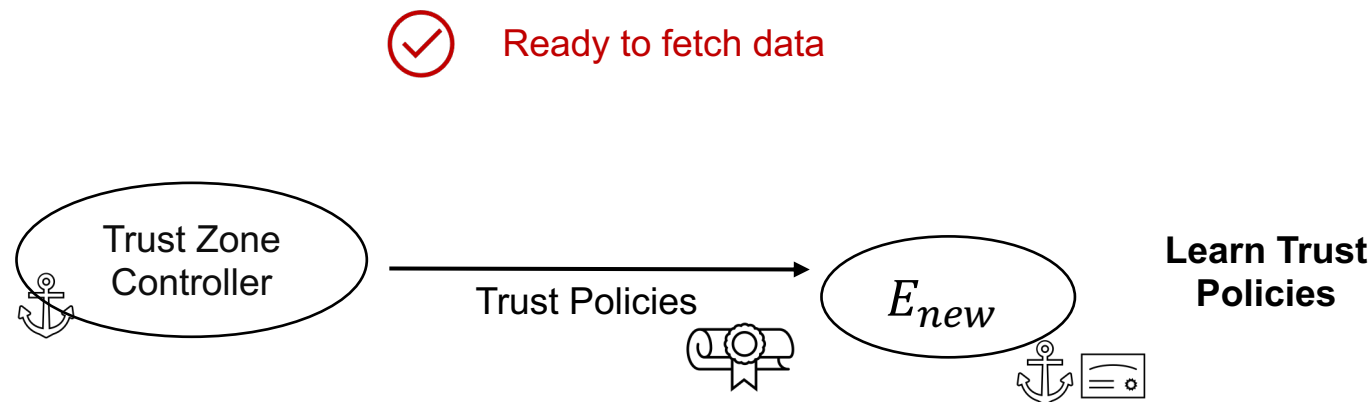 Ready to fetch data
Trust Zone
Controller
Trust Policies
E_new
Learn Trust
Policies